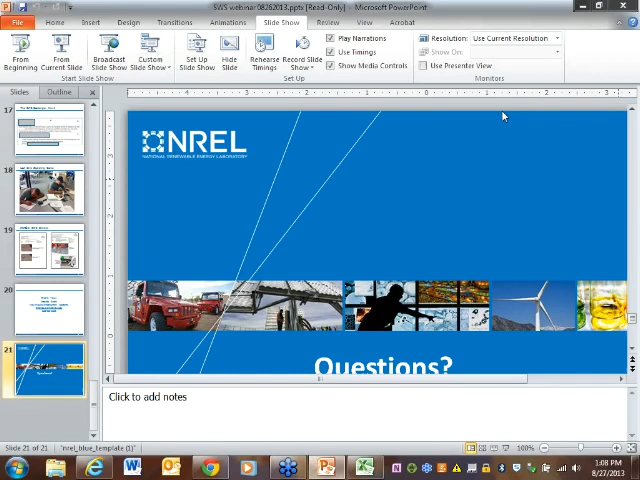 SWS webinar 08262013.pptx [Read-Only] - Microsoft PowerPoint
File Home Insert Design Transitions Animations Slide Show Review View Acrobat
From Beginning
From Current Slide
Broadcast Slide Show
Custom Slide Show
Set Up Slide Show
Hide Slide
Rehearse Timings
Record Slide Show
Play Narrations
Use Timings
Show Media Controls
Resolution: Use Current Resolution
Show On:
Use Presenter View
Start Slide Show
Set Up
Monitors
Slides Outline
17
18
19
20
21
NREL
NATIONAL RENEWABLE ENERGY LABORATORY
Questions?
Click to add notes
Slide 21 of 21
"nrel_blue_template (1)"
100%
1:08 PM
8/27/2013